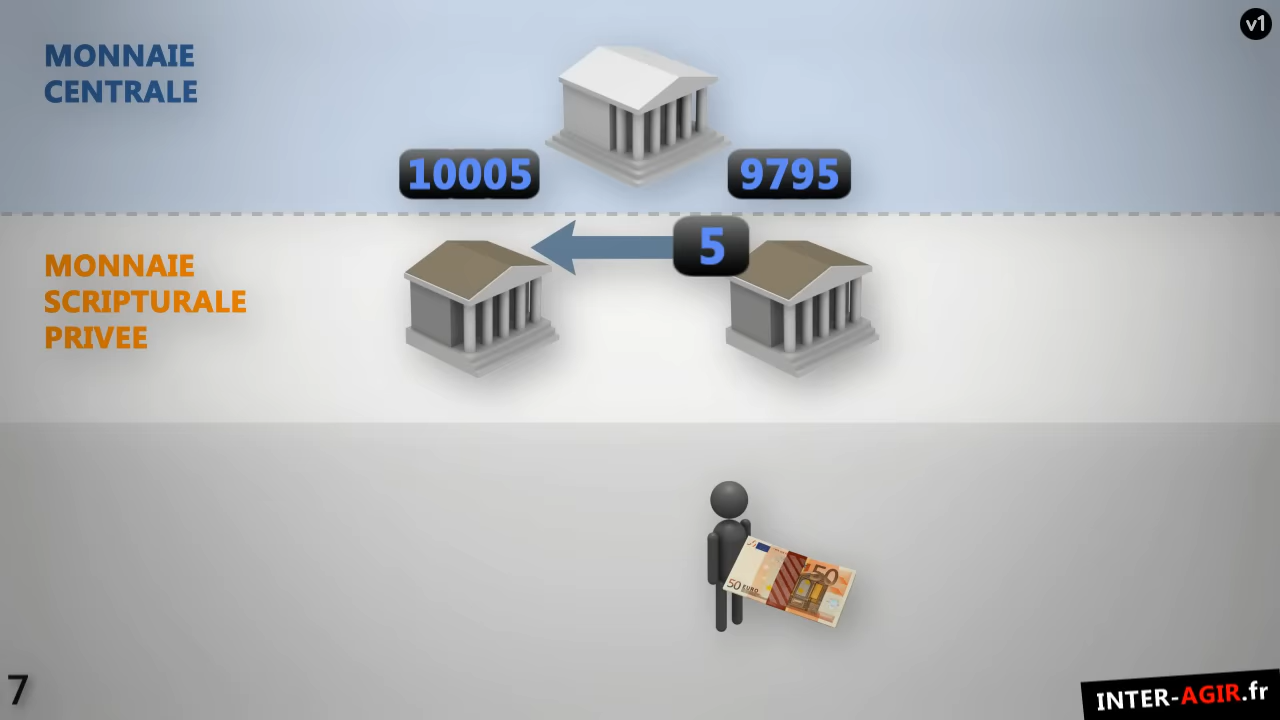 v1
MONNAIE
CENTRALE
10005
9795
5
MONNAIE
SCRIPTURALE
PRIVEE
50 EURO
50
7
INTER-AGIR.fr